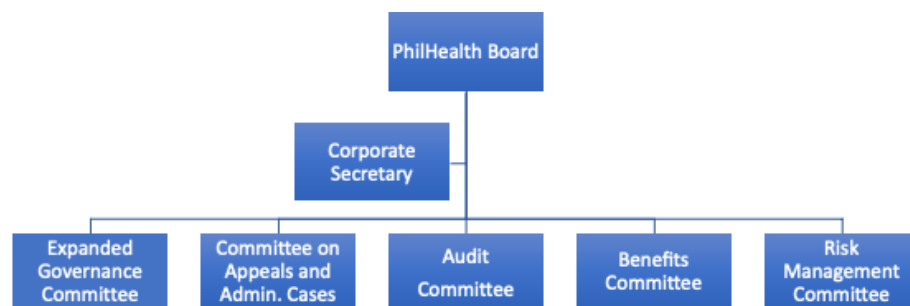 PhilHealth Board
Corporate
Secretary
Expanded
Governance
Committee
Committee on
Appeals and
Admin. Cases
Audit
Committee
Benefits
Committee
Risk
Management
Committee